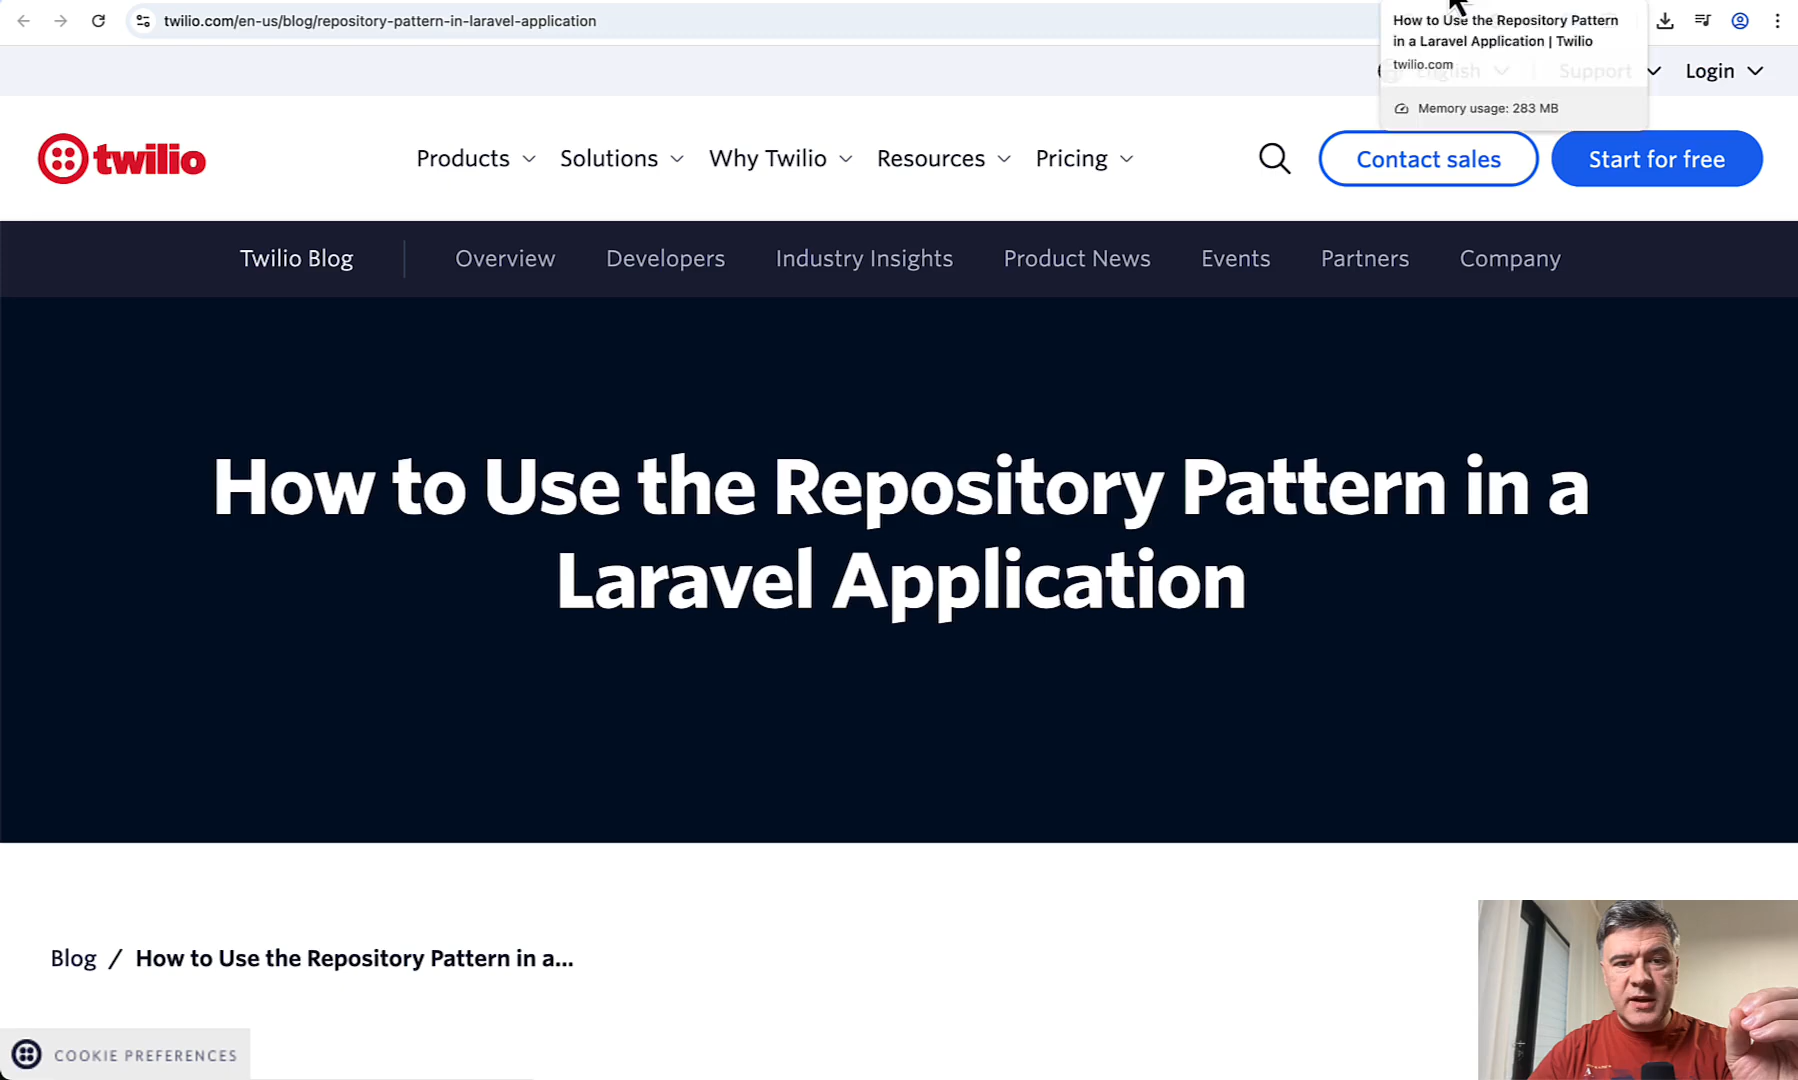 twilio.com/en-us/blog/repository-pattern-in-laravel-application
How to Use the Repository Pattern
in a Laravel Application | Twilio
twilio.com
Memory usage: 283 MB
English
Support
Login
twilio
Products
Solutions
Why Twilio
Resources
Pricing
Contact sales
Start for free
Twilio Blog
Overview
Developers
Industry Insights
Product News
Events
Partners
Company
How to Use the Repository Pattern in a
Laravel Application
Blog / How to Use the Repository Pattern in a...
COOKIE PREFERENCES